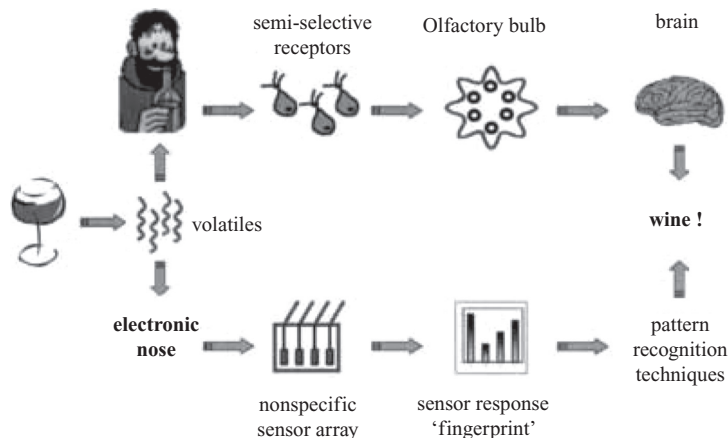 semi-selective
receptors
Olfactory bulb
brain
volatiles
wine !
electronic
nose
nonspecific
sensor array
sensor response
‘fingerprint’
pattern
recognition
techniques